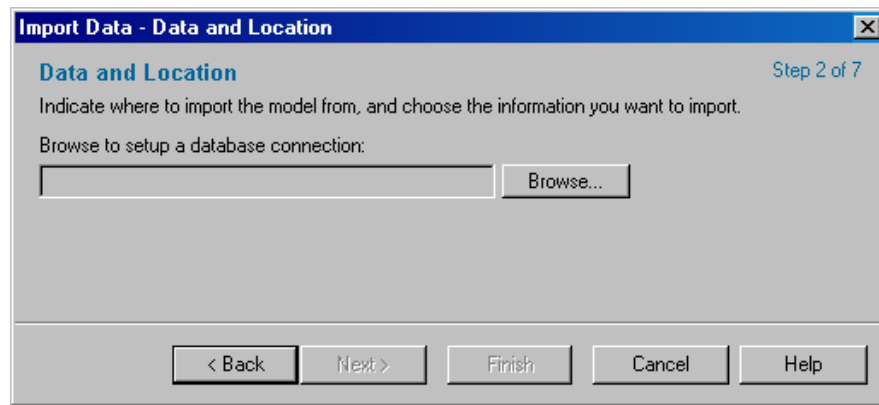 Import Data - Data and Location
Data and Location
Step 2 of 7
Indicate where to import the model from, and choose the information you want to import.
Browse to setup a database connection:
Browse...
< Back
Next >
Finish
Cancel
Help